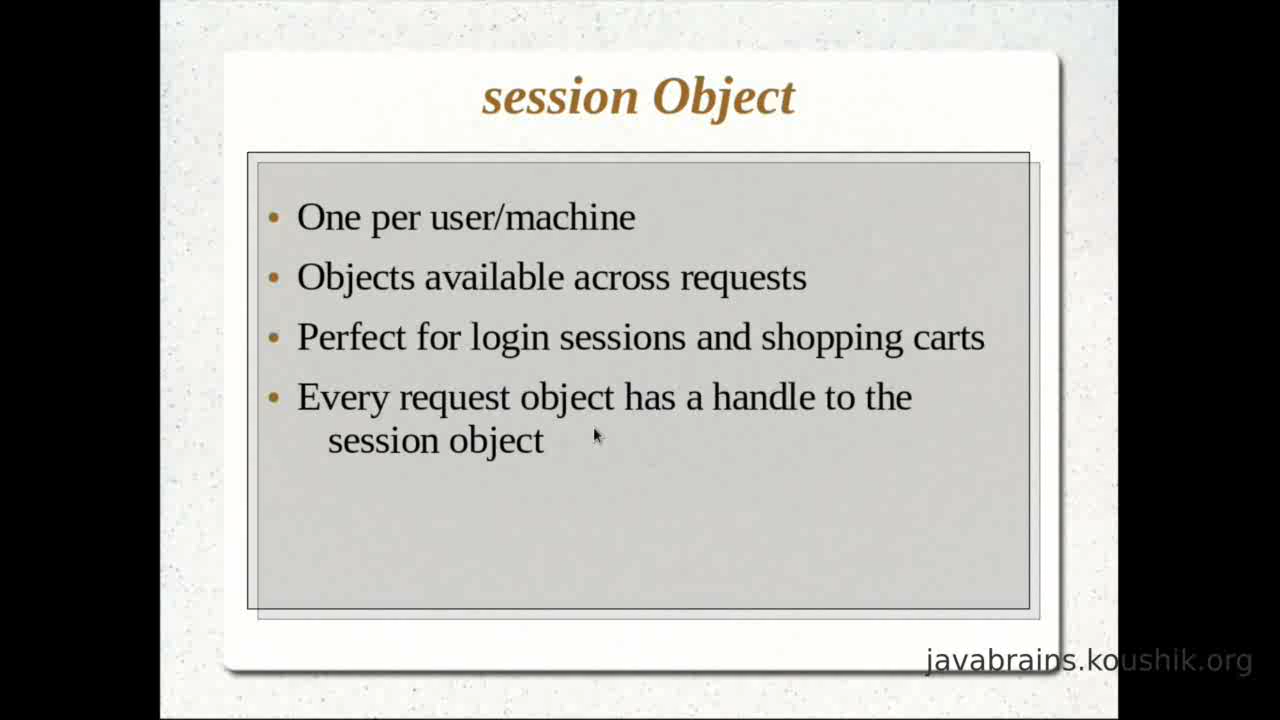 session Object
• One per user/machine
• Objects available across requests
• Perfect for login sessions and shopping carts
• Every request object has a handle to the
session object
javabrains.koushik.org